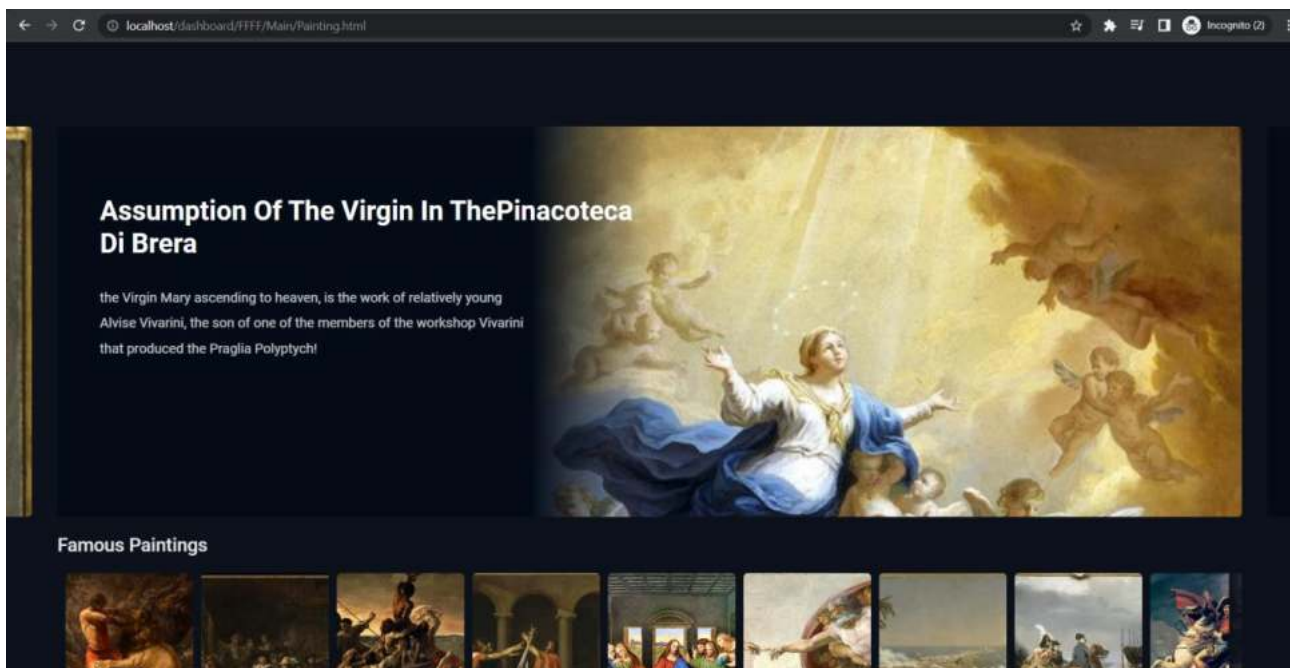 localhost/dashboard/FFFF/Main/Painting.html
Incognito (2)
Assumption Of The Virgin In ThePinacoteca
Di Brera
the Virgin Mary ascending to heaven, is the work of relatively young
Alvise Vivarini, the son of one of the members of the workshop Vivarini
that produced the Praglia Polyptych!
Famous Paintings